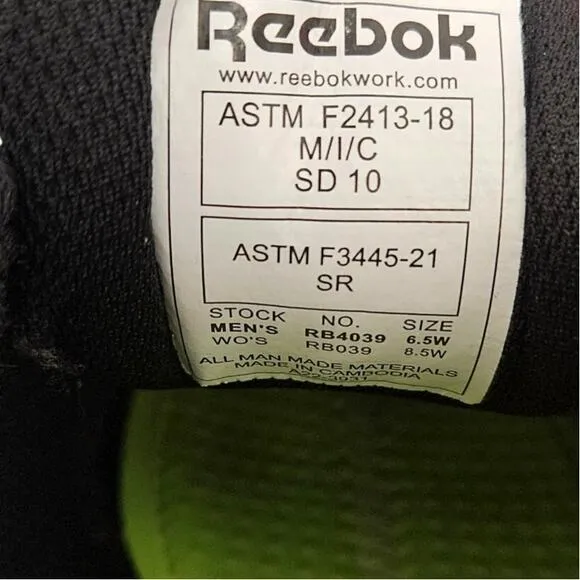 Reebok
www.reebokwork.com
ASTM F2413-18
M/I/C
SD 10
ASTM F3445-21
SR
STOCK NO. SIZE
MEN'S RB4039 6.5W
WO'S RB039 8.5W
ALL MAN MADE MATERIALS
MADE IN CAMBODIA